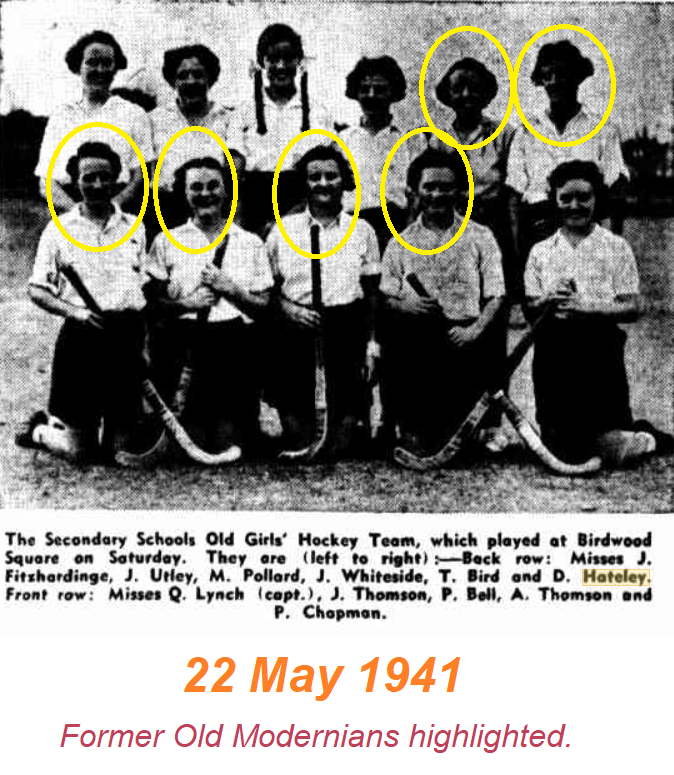 The Secondary Schools Old Girls' Hockey Team, which played at Birdwood
Square on Saturday. They are (left to right):—Back row: Misses J.
Fitzhardinge, J. Utley, M. Pollard, J. Whiteside, T. Bird and D. Hateley.
Front row: Misses Q. Lynch (capt.), J. Thomson, P. Bell, A. Thomson and
P. Chapman.
22 May 1941
Former Old Modernians highlighted.